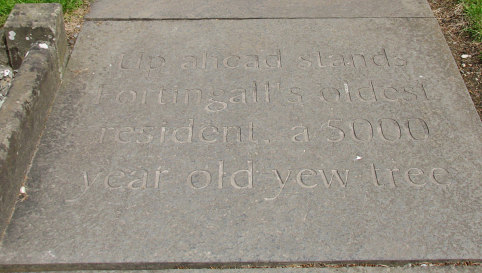 Up ahead stands
Fortingall's oldest
resident, a 5000
year old yew tree